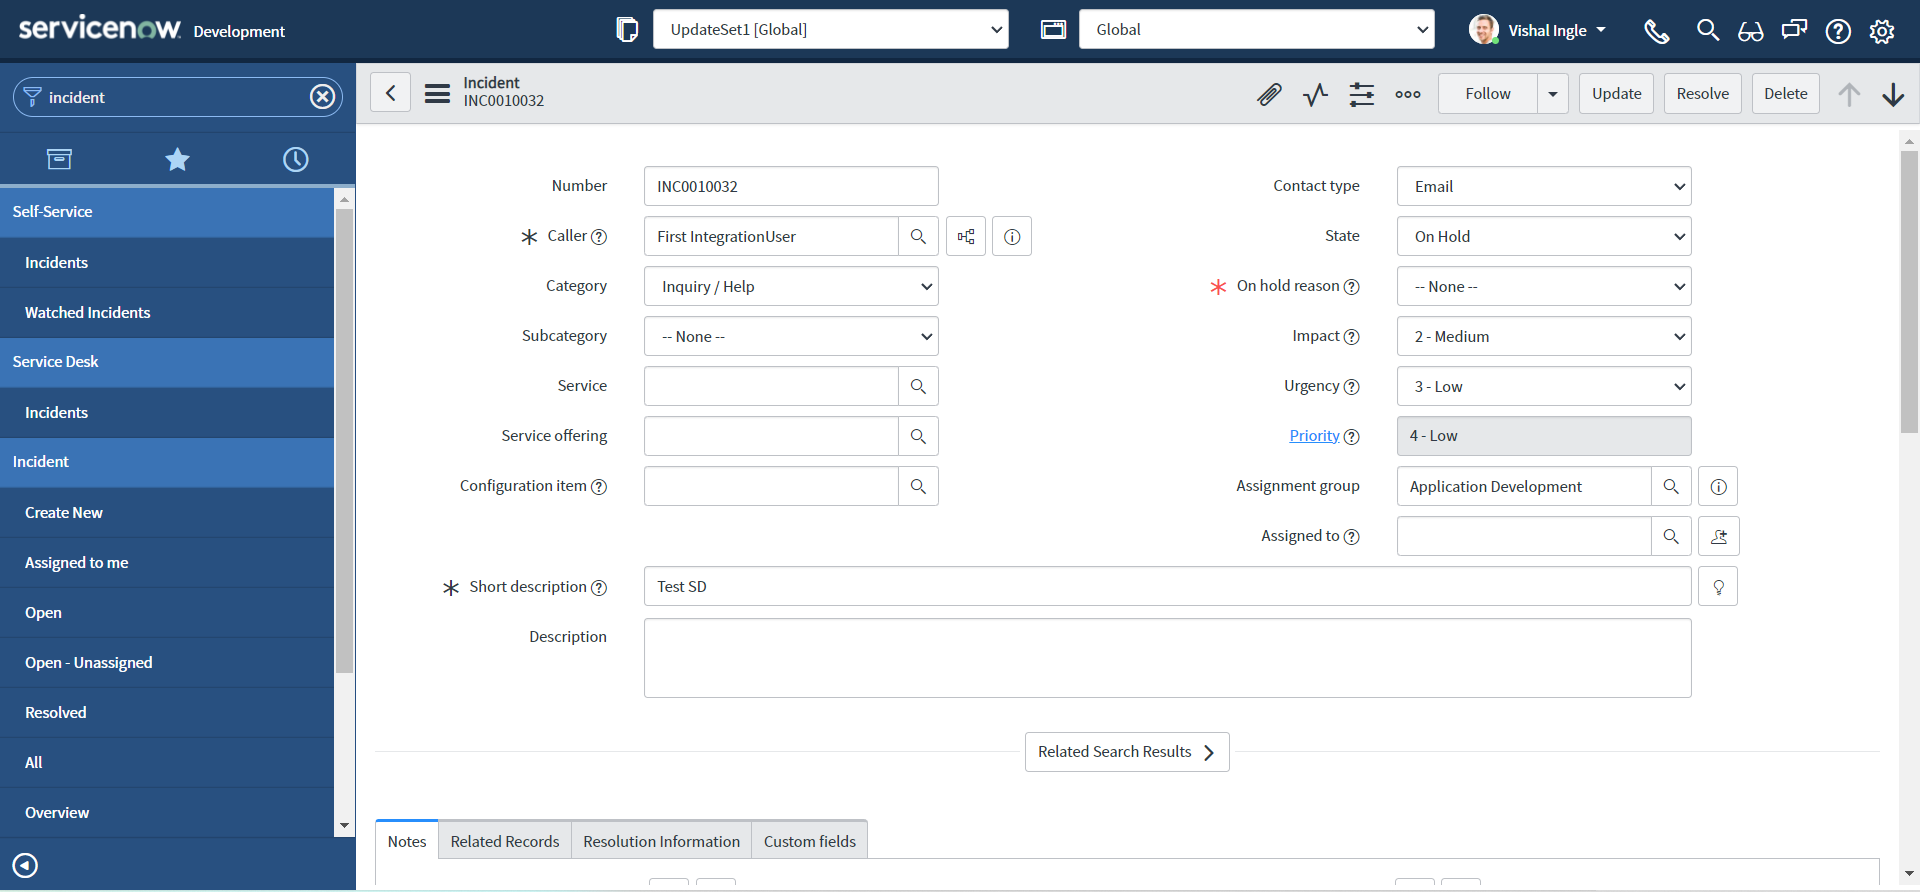 servicenow. Development
UpdateSet1 [Global]
Global
Vishal Ingle
incident
Self-Service
Incidents
Watched Incidents
Service Desk
Incidents
Incident
Create New
Assigned to me
Open
Open - Unassigned
Resolved
All
Overview
Incident
INC0010032
Follow
Update
Resolve
Delete
Number INC0010032
Caller First IntegrationUser
Category Inquiry / Help
Subcategory -- None --
Service
Service offering
Configuration item
Contact type Email
State On Hold
On hold reason -- None --
Impact 2 - Medium
Urgency 3 - Low
Priority 4 - Low
Assignment group Application Development
Assigned to
Short description Test SD
Description
Related Search Results
Notes Related Records Resolution Information Custom fields